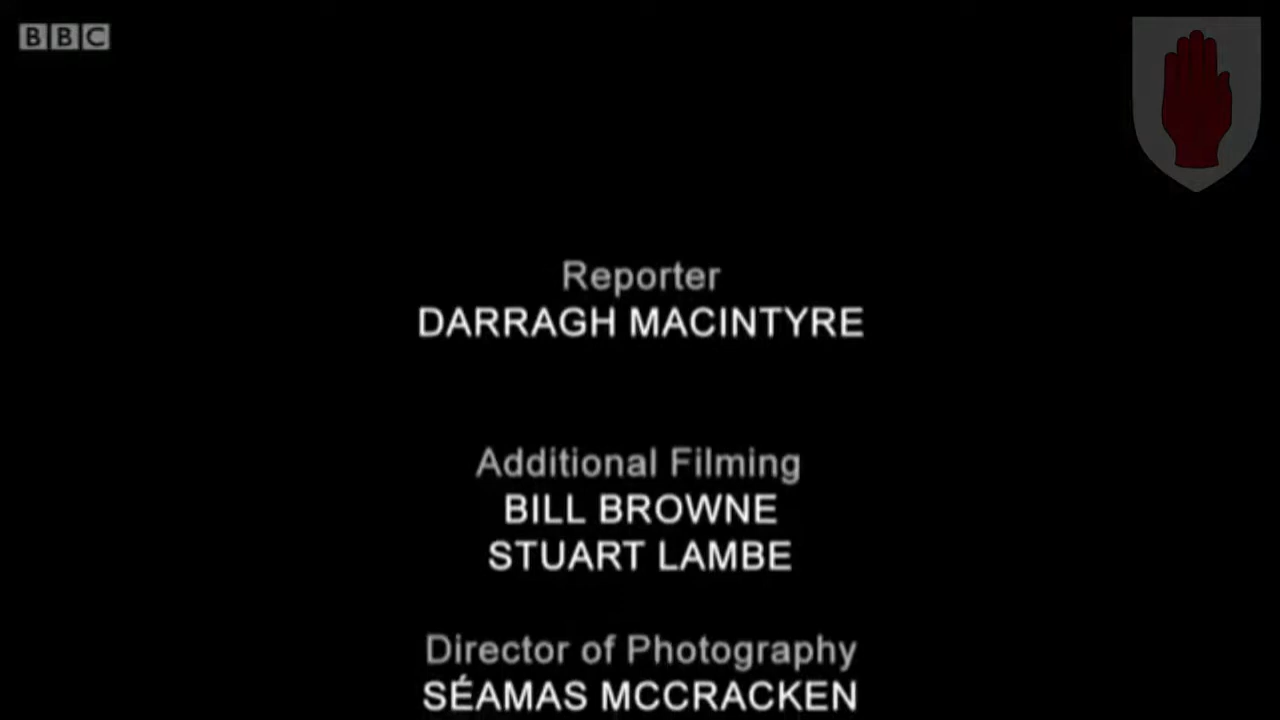 BBC
Reporter
DARRAGH MACINTYRE
Additional Filming
BILL BROWNE
STUART LAMBE
Director of Photography
SÉAMAS MCCRACKEN